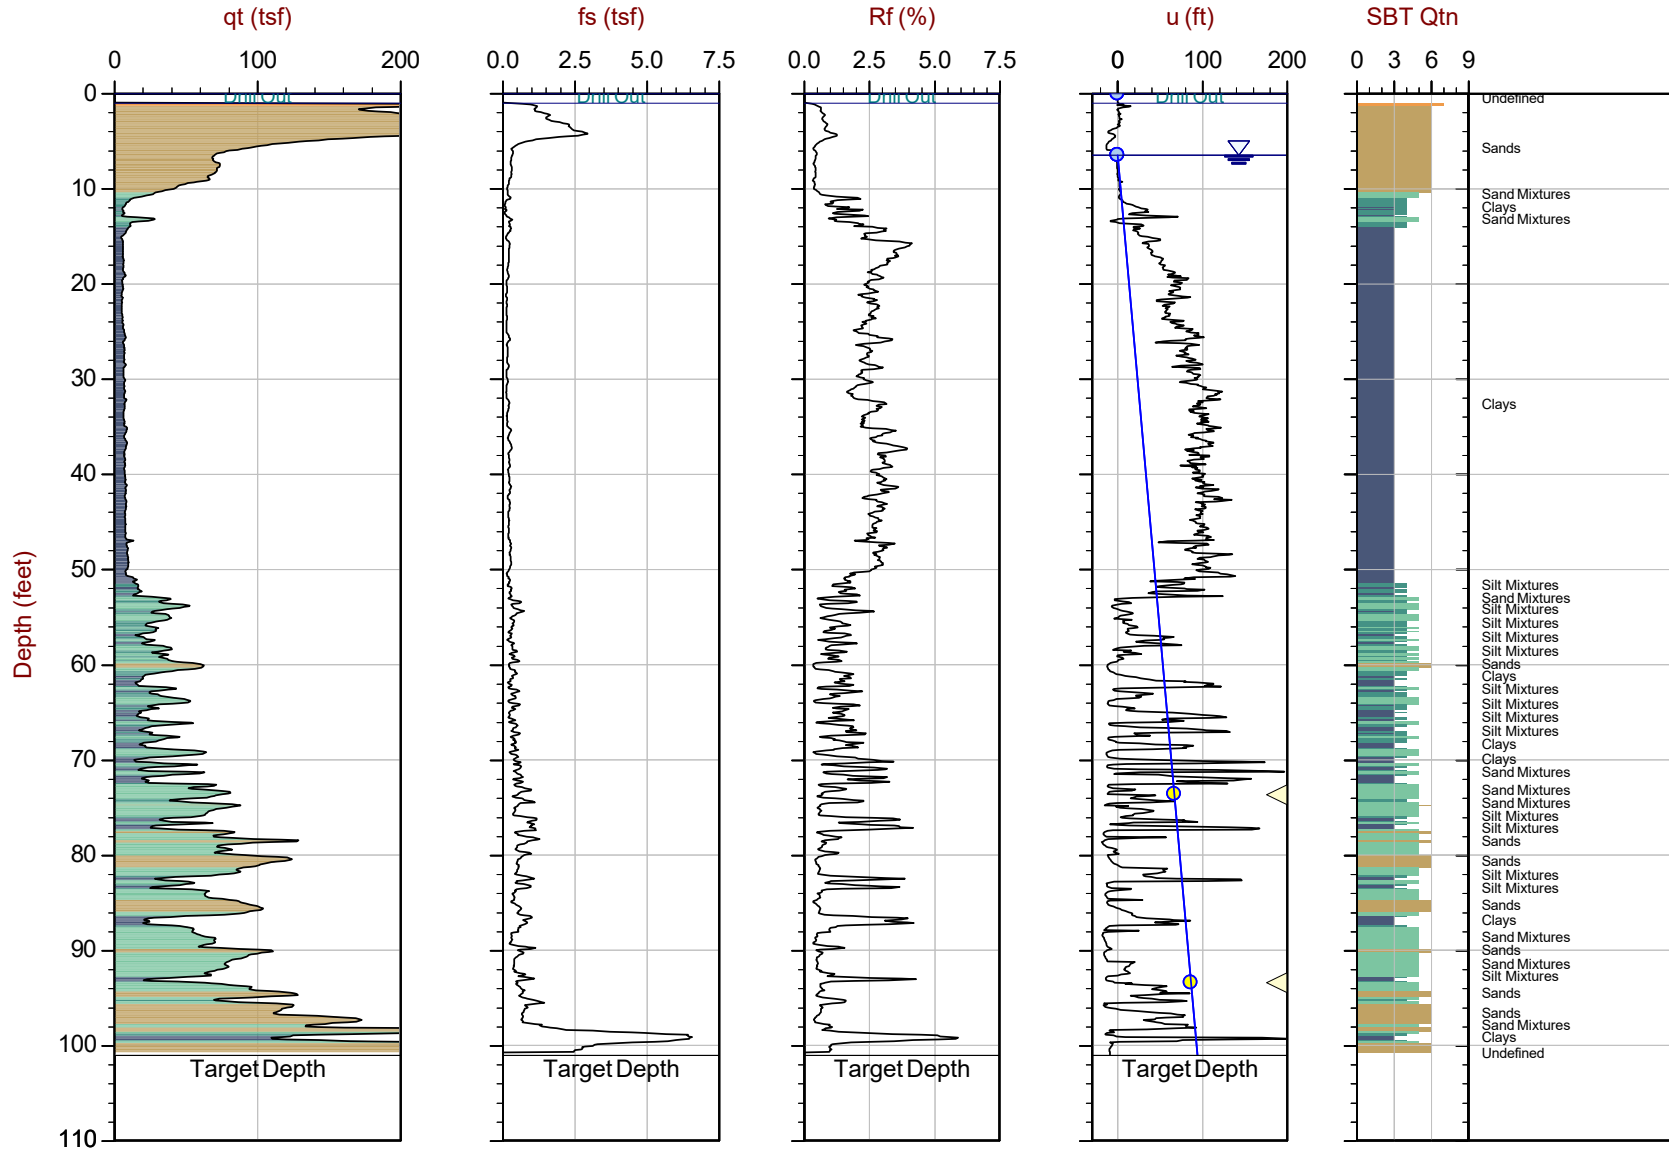 qt (tsf) fs (tsf) Rf (%) u (ft) SBT Qtn
0 100 200 0.0 2.5 5.0 7.5 0.0 2.5 5.0 7.5 0 100 200 0 3 6 9
0
10
20
30
40
50
60
70
80
90
100
110
Depth (feet)
Drill Out Drill Out Drill Out Drill Out
Undefined
Sands
Sand Mixtures
Clays
Sand Mixtures
Clays
Silt Mixtures
Sand Mixtures
Silt Mixtures
Silt Mixtures
Silt Mixtures
Silt Mixtures
Sands
Clays
Silt Mixtures
Silt Mixtures
Silt Mixtures
Silt Mixtures
Clays
Clays
Sand Mixtures
Sand Mixtures
Sand Mixtures
Silt Mixtures
Silt Mixtures
Sands
Sands
Silt Mixtures
Silt Mixtures
Sands
Clays
Sand Mixtures
Sands
Sand Mixtures
Silt Mixtures
Sands
Sands
Sand Mixtures
Clays
Undefined
Target Depth Target Depth Target Depth Target Depth